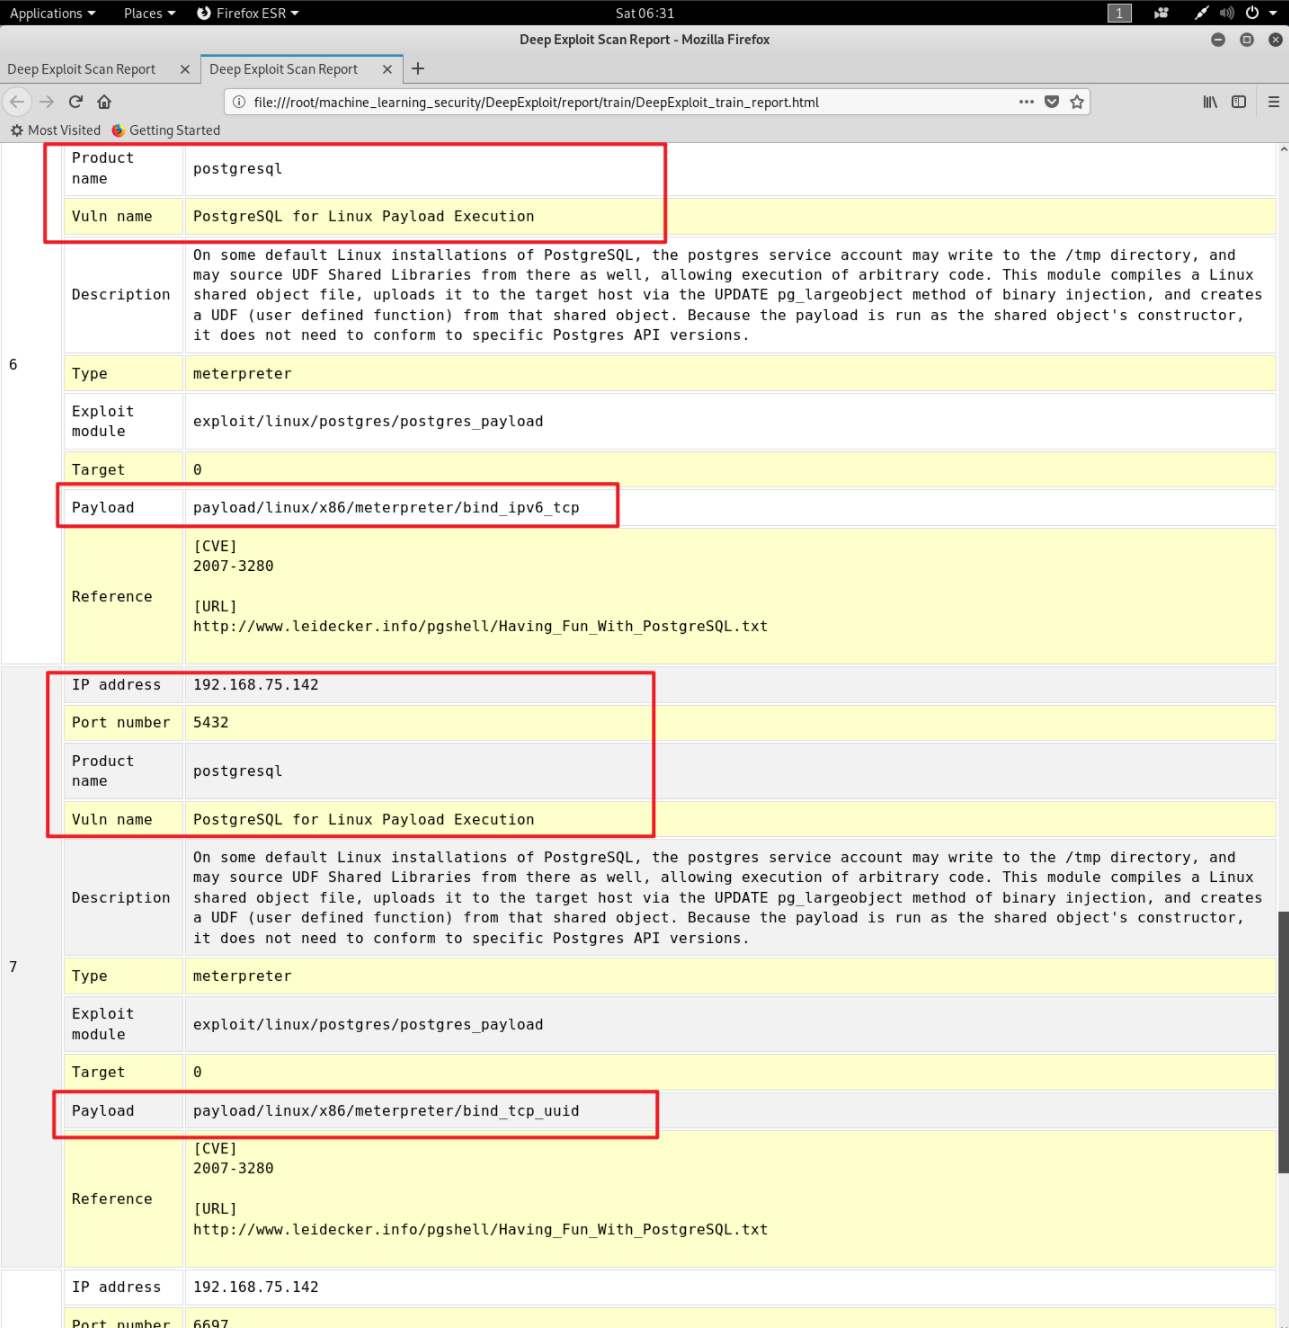 Applications Places Firefox ESR Sat 06:31 1
Deep Exploit Scan Report - Mozilla Firefox
Deep Exploit Scan Report × Deep Exploit Scan Report × +
file:///root/machine_learning_security/DeepExploit/report/train/DeepExploit_train_report.html
Most Visited Getting Started
6
Product
name
postgresql
Vuln name PostgreSQL for Linux Payload Execution
Description
On some default Linux installations of PostgreSQL, the postgres service account may write to the /tmp directory, and
may source UDF Shared Libraries from there as well, allowing execution of arbitrary code. This module compiles a Linux
shared object file, uploads it to the target host via the UPDATE pg_largeobject method of binary injection, and creates
a UDF (user defined function) from that shared object. Because the payload is run as the shared object's constructor,
it does not need to conform to specific Postgres API versions.
Type meterpreter
Exploit
module
exploit/linux/postgres/postgres_payload
Target 0
Payload payload/linux/x86/meterpreter/bind_ipv6_tcp
Reference
[CVE]
2007-3280
[URL]
http://www.leidecker.info/pgshell/Having_Fun_With_PostgreSQL.txt
7
IP address 192.168.75.142
Port number 5432
Product
name
postgresql
Vuln name PostgreSQL for Linux Payload Execution
Description
On some default Linux installations of PostgreSQL, the postgres service account may write to the /tmp directory, and
may source UDF Shared Libraries from there as well, allowing execution of arbitrary code. This module compiles a Linux
shared object file, uploads it to the target host via the UPDATE pg_largeobject method of binary injection, and creates
a UDF (user defined function) from that shared object. Because the payload is run as the shared object's constructor,
it does not need to conform to specific Postgres API versions.
Type meterpreter
Exploit
module
exploit/linux/postgres/postgres_payload
Target 0
Payload payload/linux/x86/meterpreter/bind_tcp_uuid
Reference
[CVE]
2007-3280
[URL]
http://www.leidecker.info/pgshell/Having_Fun_With_PostgreSQL.txt
IP address 192.168.75.142
Port number 6697